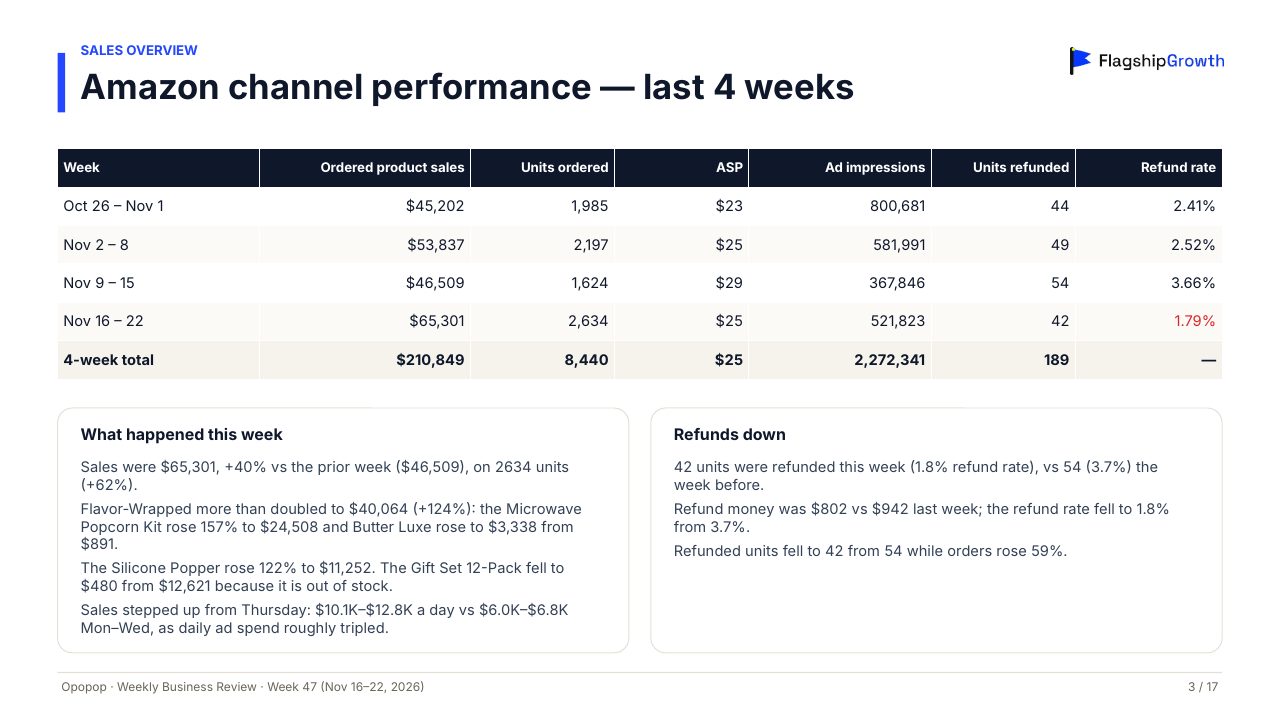 SALES OVERVIEW
Amazon channel performance — last 4 weeks
FlagshipGrowth
Week Ordered product sales Units ordered ASP Ad impressions Units refunded Refund rate
Oct 26 – Nov 1 $45,202 1,985 $23 800,681 44 2.41%
Nov 2 – 8 $53,837 2,197 $25 581,991 49 2.52%
Nov 9 – 15 $46,509 1,624 $29 367,846 54 3.66%
Nov 16 – 22 $65,301 2,634 $25 521,823 42 1.79%
4-week total $210,849 8,440 $25 2,272,341 189 —
What happened this week
Sales were $65,301, +40% vs the prior week ($46,509), on 2634 units
(+62%).
Flavor-Wrapped more than doubled to $40,064 (+124%): the Microwave
Popcorn Kit rose 157% to $24,508 and Butter Luxe rose to $3,338 from
$891.
The Silicone Popper rose 122% to $11,252. The Gift Set 12-Pack fell to
$480 from $12,621 because it is out of stock.
Sales stepped up from Thursday: $10.1K–$12.8K a day vs $6.0K–$6.8K
Mon–Wed, as daily ad spend roughly tripled.
Refunds down
42 units were refunded this week (1.8% refund rate), vs 54 (3.7%) the
week before.
Refund money was $802 vs $942 last week; the refund rate fell to 1.8%
from 3.7%.
Refunded units fell to 42 from 54 while orders rose 59%.
Opopop · Weekly Business Review · Week 47 (Nov 16–22, 2026)
3 / 17